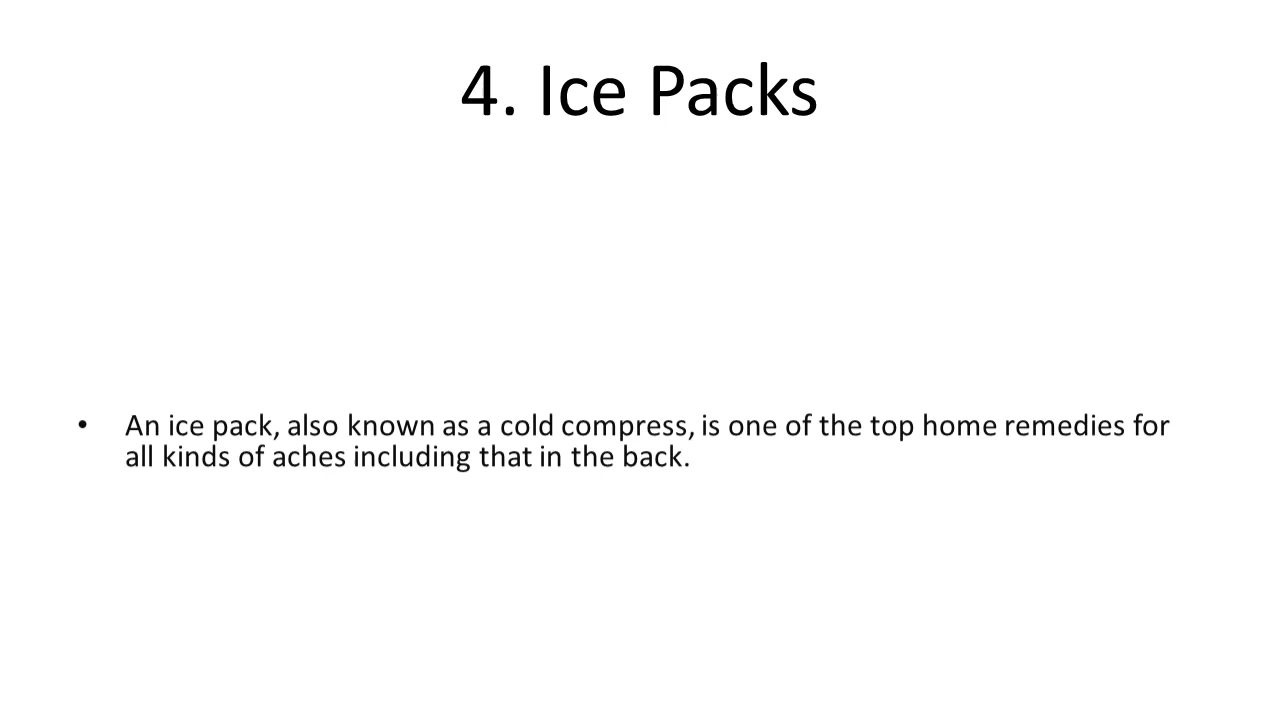 4. Ice Packs
• An ice pack, also known as a cold compress, is one of the top home remedies for
all kinds of aches including that in the back.